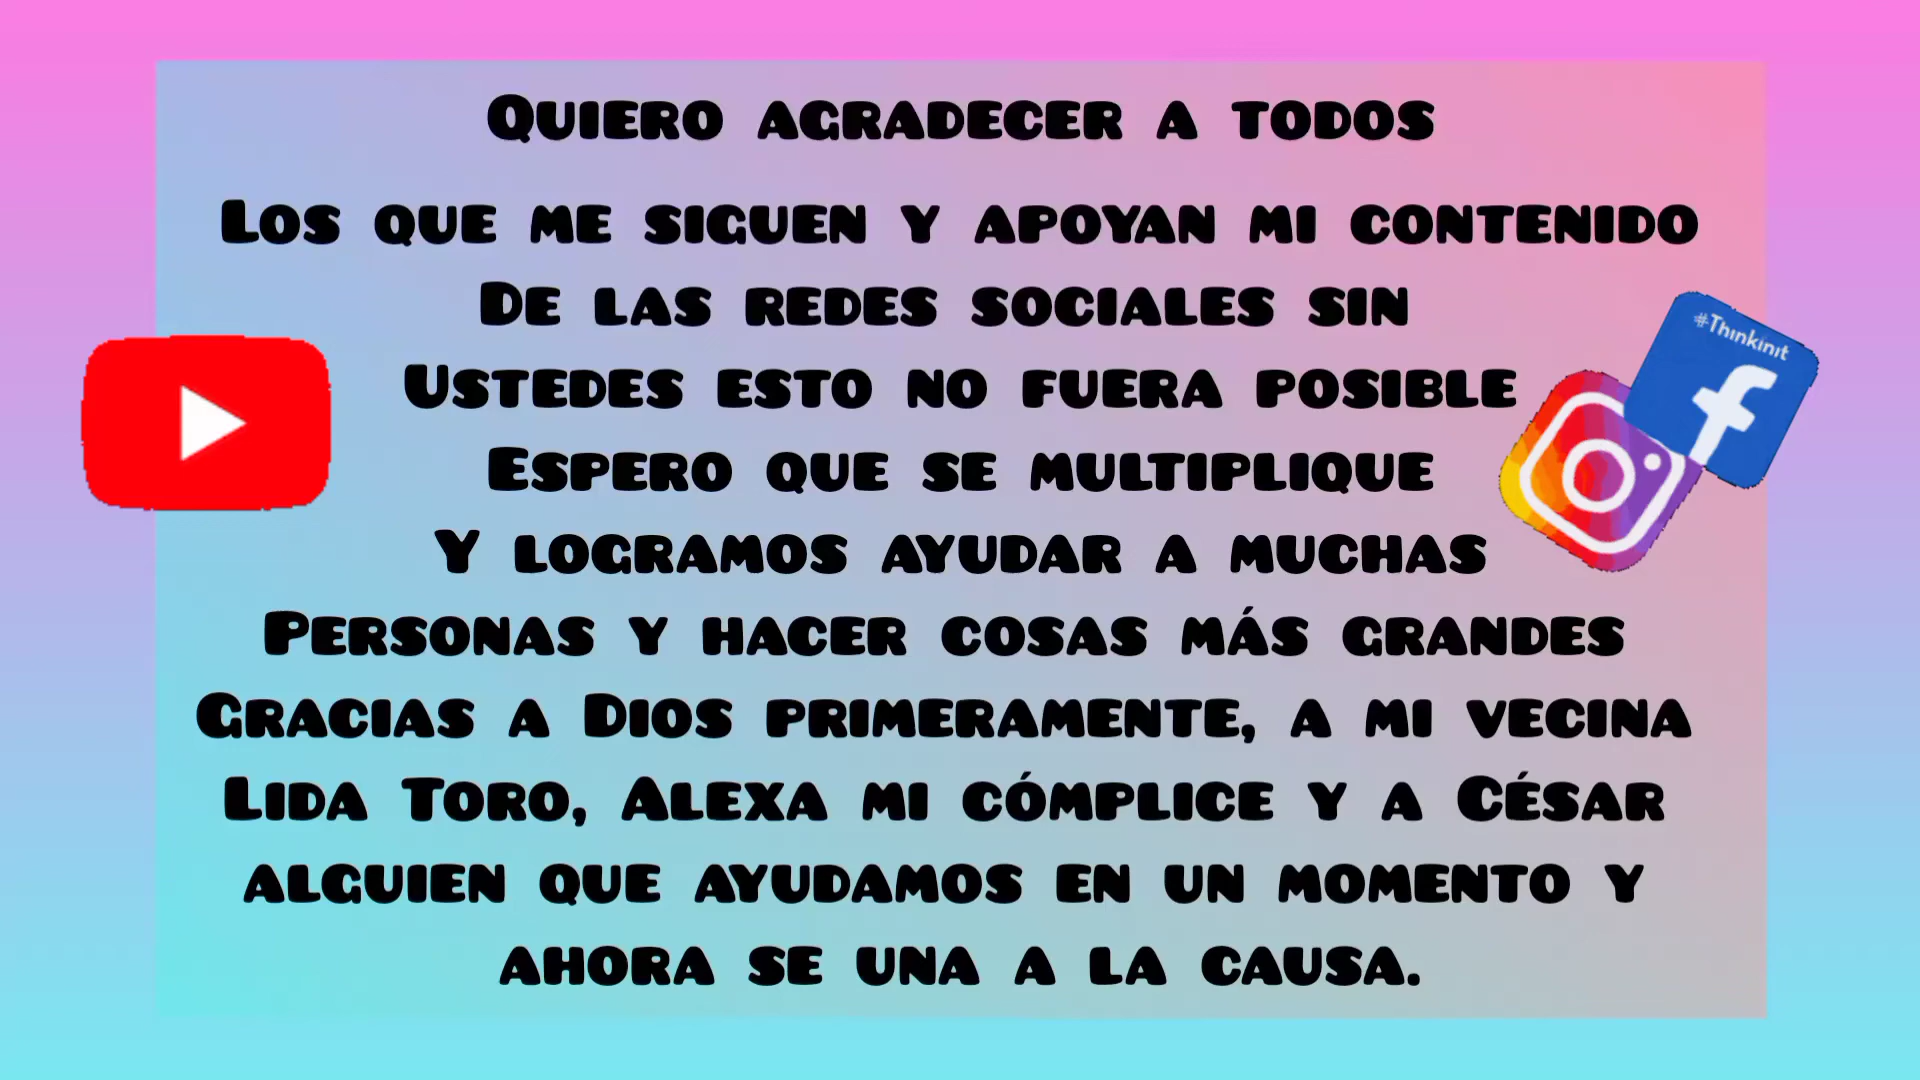 Quiero agradecer a todos
Los que me siguen y apoyan mi contenido
De las redes sociales sin
Ustedes esto no fuera posible
Espero que se multiplique
Y logramos ayudar a muchas
Personas y hacer cosas más grandes
Gracias a Dios primeramente, a mi vecina
Lida Toro, Alexa mi cómplice y a César
alguien que ayudamos en un momento y
ahora se una a la causa.
#Thinkinit